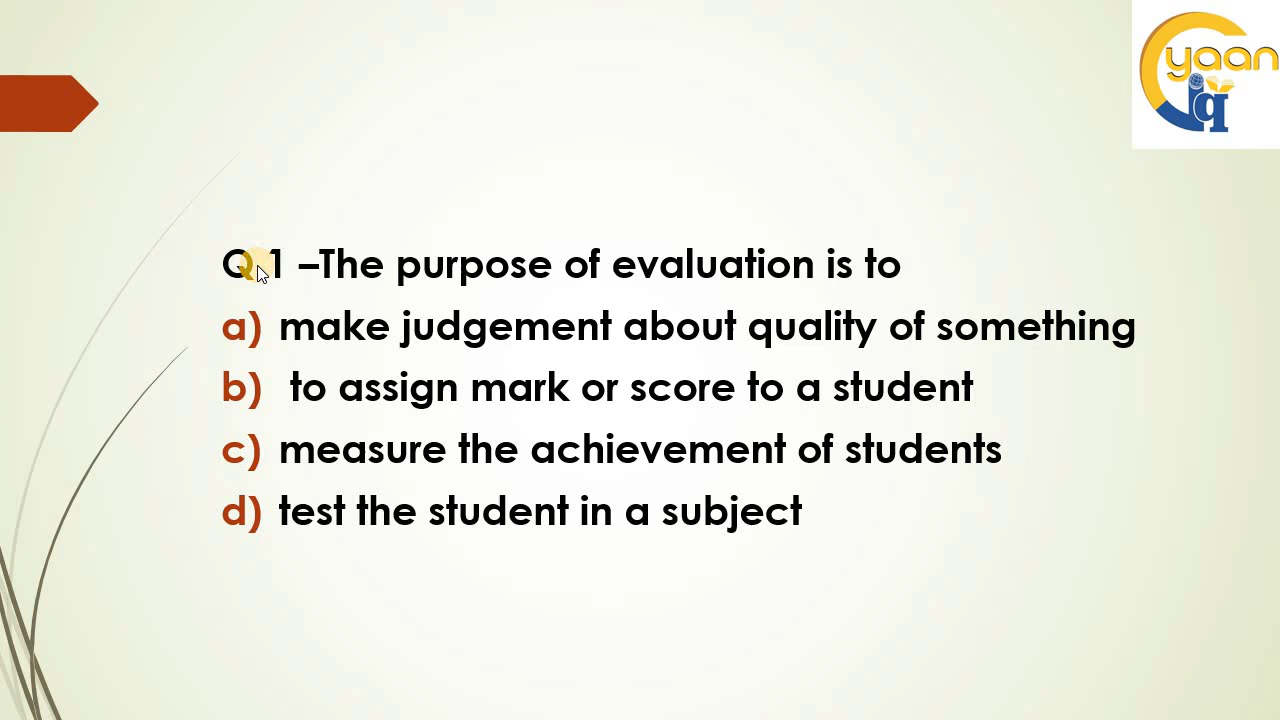 Gyaan
iq
Q.1 –The purpose of evaluation is to
a) make judgement about quality of something
b) to assign mark or score to a student
c) measure the achievement of students
d) test the student in a subject